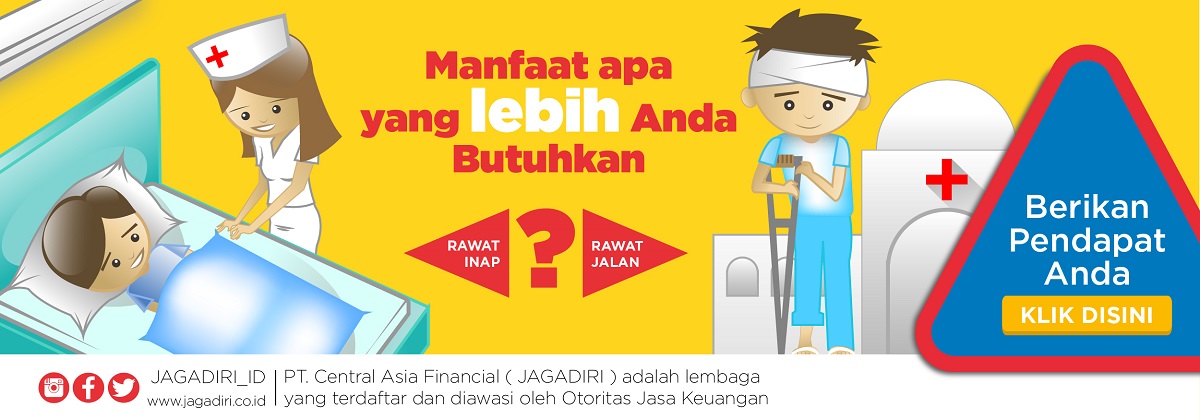 Manfaat apa
yang lebih Anda
Butuhkan
RAWAT
INAP
?
RAWAT
JALAN
Berikan
Pendapat
Anda
KLIK DISINI
JAGADIRI_ID
www.jagadiri.co.id
PT. Central Asia Financial ( JAGADIRI ) adalah lembaga
yang terdaftar dan diawasi oleh Otoritas Jasa Keuangan